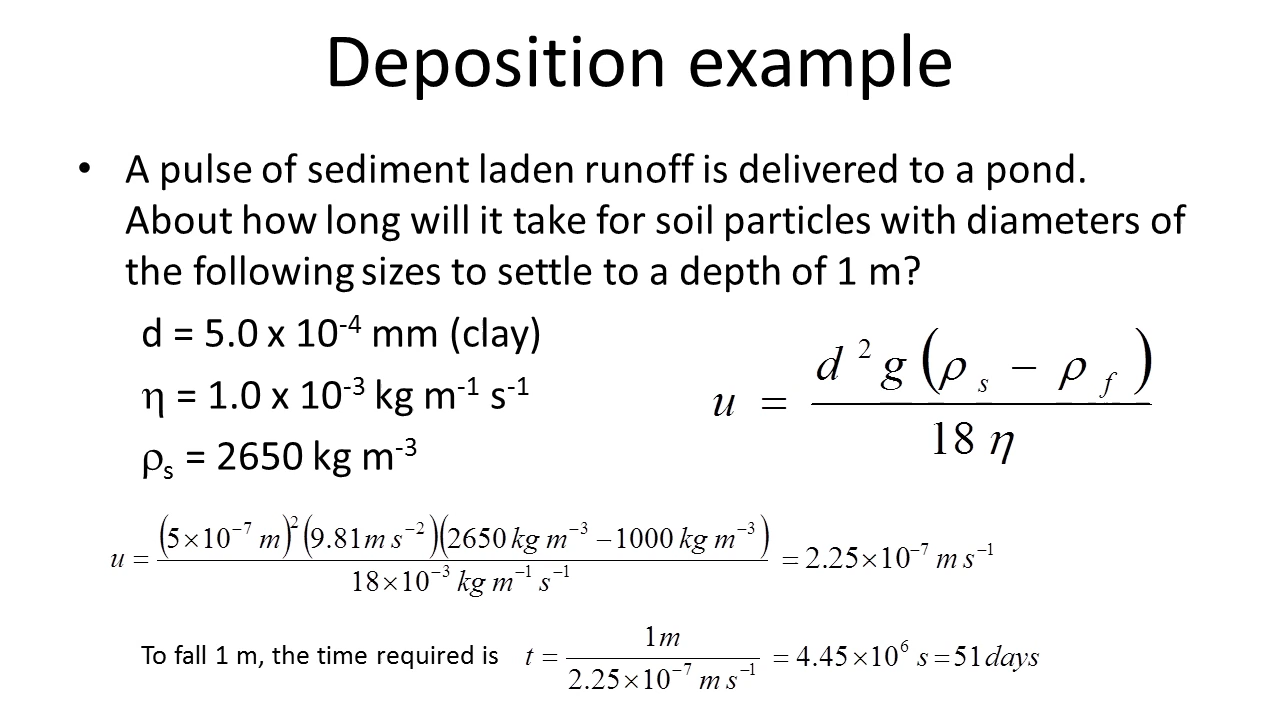 Deposition example
• A pulse of sediment laden runoff is delivered to a pond.
About how long will it take for soil particles with diameters of
the following sizes to settle to a depth of 1 m?
d = 5.0 x 10⁻⁴ mm (clay)
η = 1.0 x 10⁻³ kg m⁻¹ s⁻¹
ρₛ = 2650 kg m⁻³
u = d² g (ρ_s − ρ_f) / 18 η
u = (5×10⁻⁷ m)² (9.81 m s⁻²)(2650 kg m⁻³ − 1000 kg m⁻³) / 18×10⁻³ kg m⁻¹ s⁻¹ = 2.25×10⁻⁷ m s⁻¹
To fall 1 m, the time required is t = 1m / 2.25×10⁻⁷ m s⁻¹ = 4.45×10⁶ s = 51 days